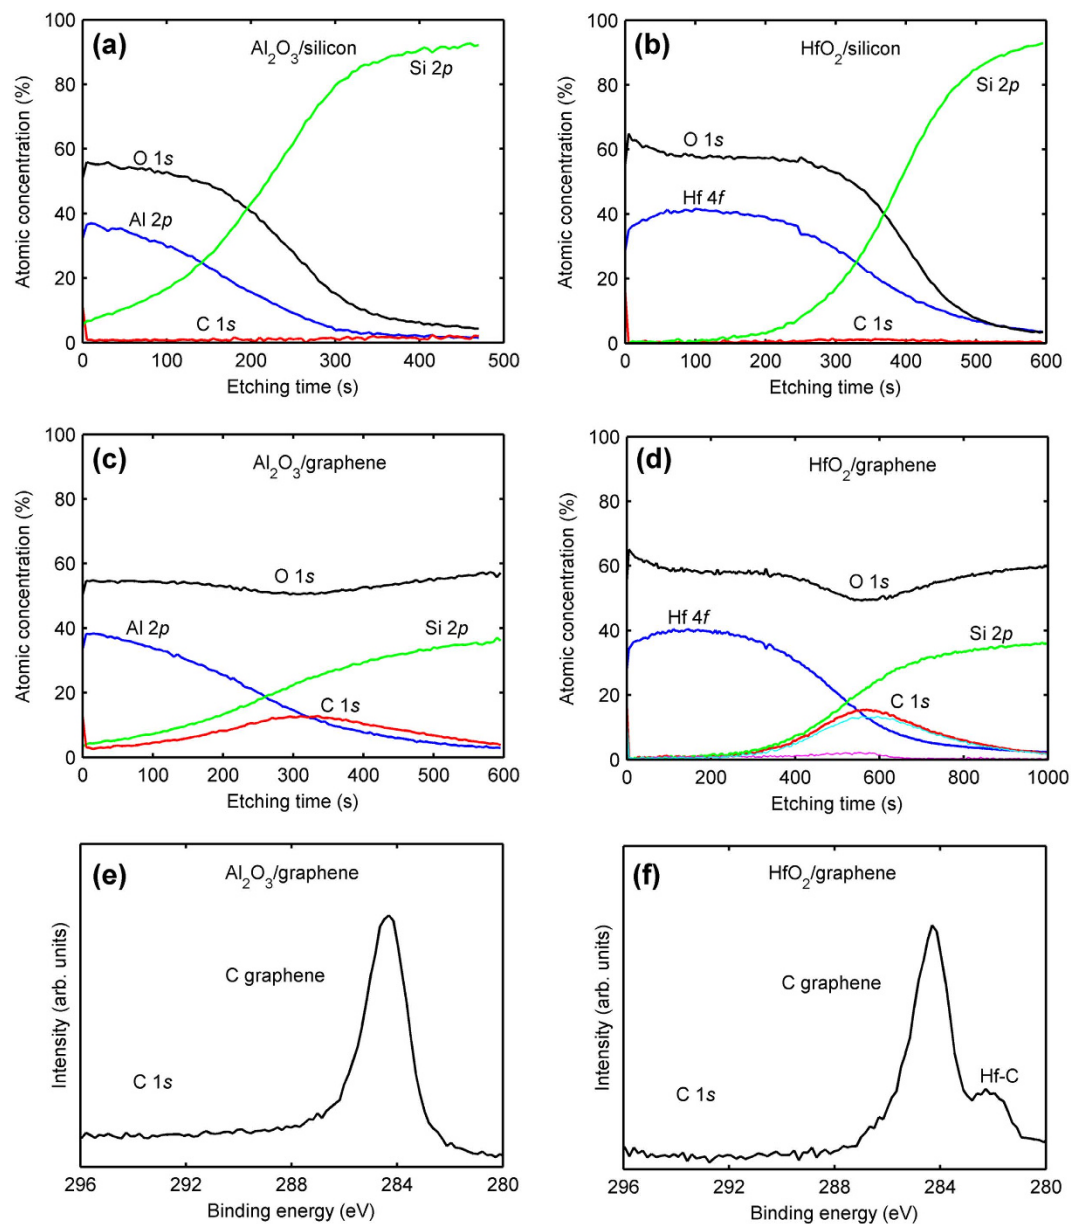 (a)
Al2O3/silicon
Si 2p
O 1s
Al 2p
C 1s
Atomic concentration (%)
100
80
60
40
20
0
0 100 200 300 400 500
Etching time (s)
(b)
HfO2/silicon
Si 2p
O 1s
Hf 4f
C 1s
Atomic concentration (%)
100
80
60
40
20
0
0 100 200 300 400 500 600
Etching time (s)
(c)
Al2O3/graphene
O 1s
Al 2p
Si 2p
C 1s
Atomic concentration (%)
100
80
60
40
20
0
0 100 200 300 400 500 600
Etching time (s)
(d)
HfO2/graphene
O 1s
Hf 4f
Si 2p
C 1s
Atomic concentration (%)
100
80
60
40
20
0
0 200 400 600 800 1000
Etching time (s)
(e)
Al2O3/graphene
C graphene
C 1s
Intensity (arb. units)
296 292 288 284 280
Binding energy (eV)
(f)
HfO2/graphene
C graphene
Hf-C
C 1s
Intensity (arb. units)
296 292 288 284 280
Binding energy (eV)